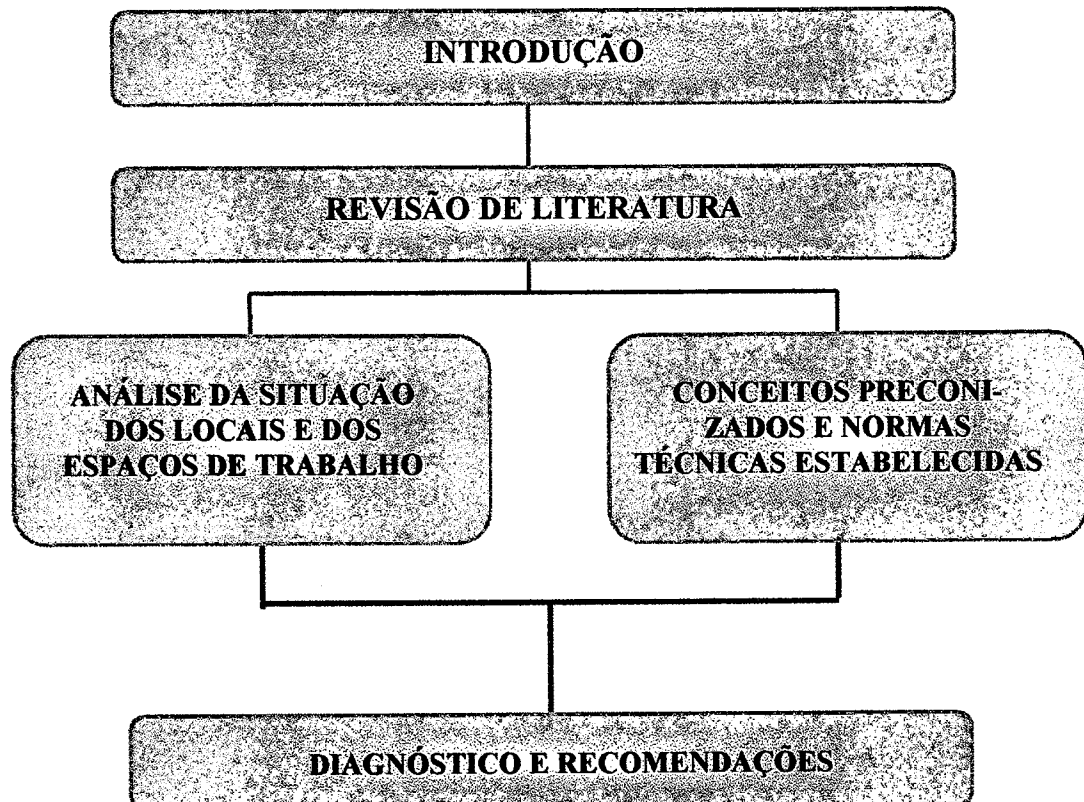 INTRODUÇÃO
REVISÃO DE LITERATURA
ANÁLISE DA SITUAÇÃO
DOS LOCAIS E DOS
ESPAÇOS DE TRABALHO
CONCEITOS PRECONI-
ZADOS E NORMAS
TÉCNICAS ESTABELECIDAS
DIAGNÓSTICO E RECOMENDAÇÕES